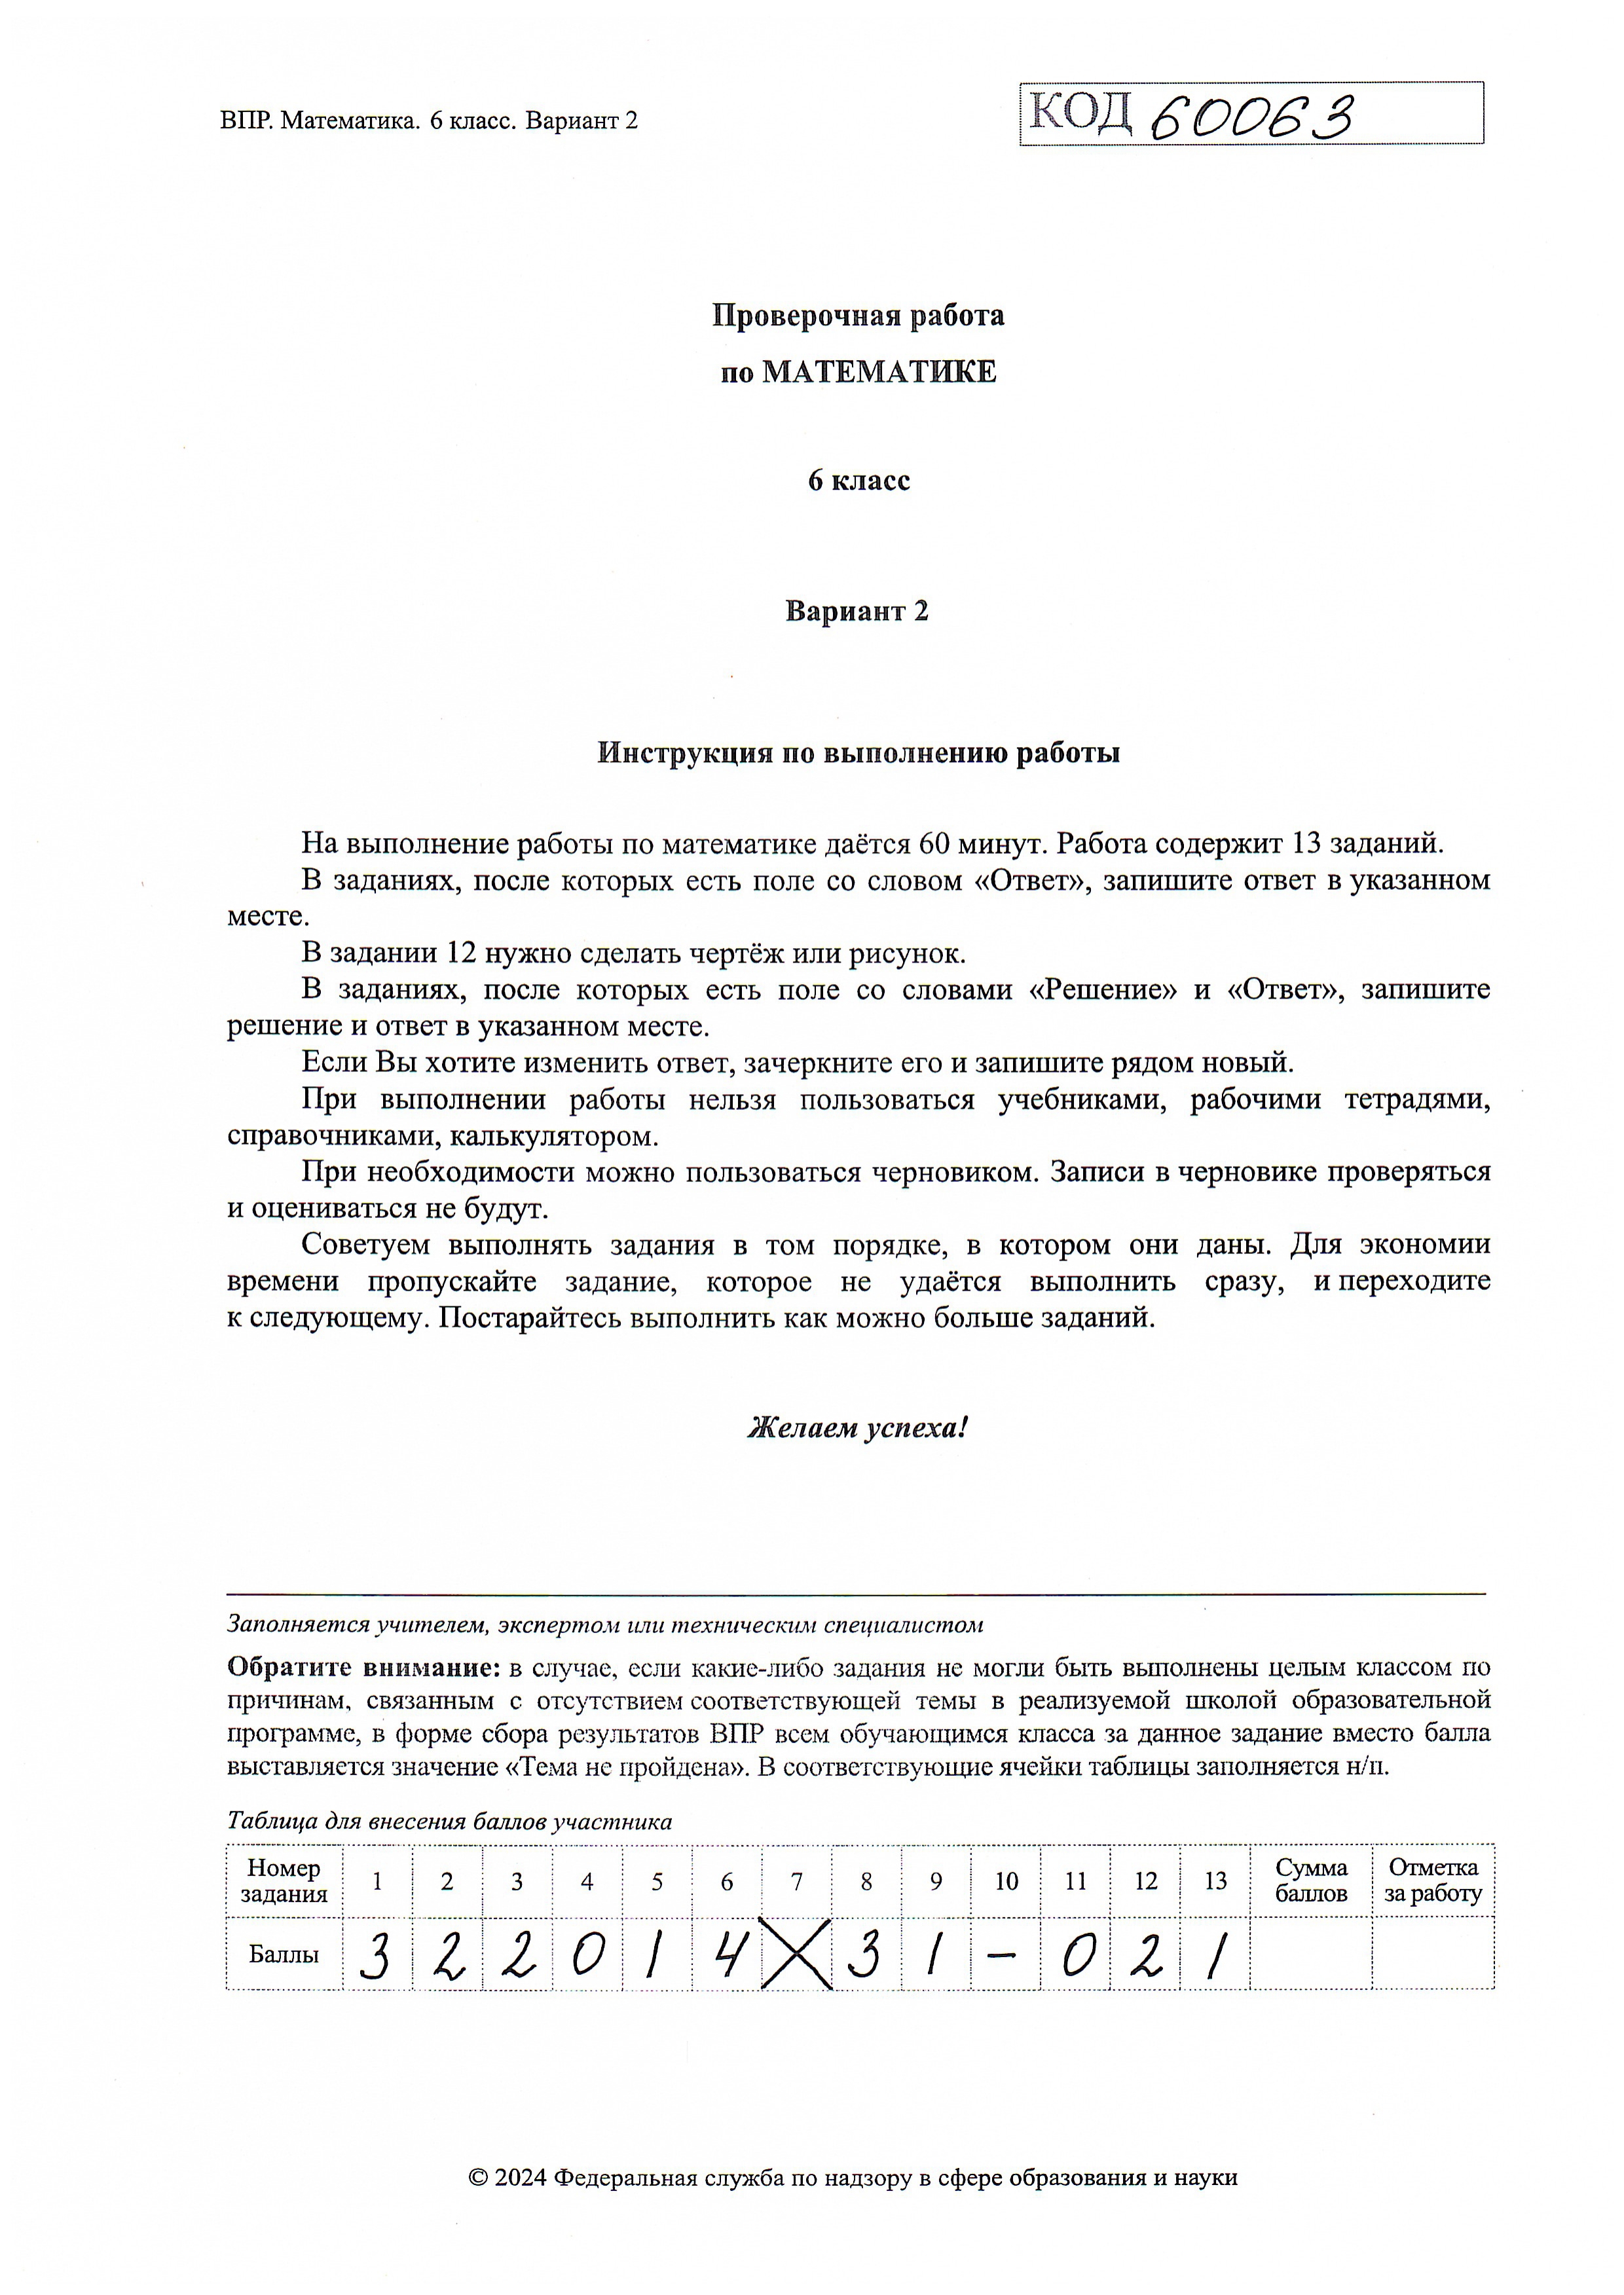 ВПР. Математика. 6 класс. Вариант 2
КОД 60063
Проверочная работа
по МАТЕМАТИКЕ
6 класс
Вариант 2
Инструкция по выполнению работы
На выполнение работы по математике даётся 60 минут. Работа содержит 13 заданий.
В заданиях, после которых есть поле со словом «Ответ», запишите ответ в указанном
месте.
В задании 12 нужно сделать чертёж или рисунок.
В заданиях, после которых есть поле со словами «Решение» и «Ответ», запишите
решение и ответ в указанном месте.
Если Вы хотите изменить ответ, зачеркните его и запишите рядом новый.
При выполнении работы нельзя пользоваться учебниками, рабочими тетрадями,
справочниками, калькулятором.
При необходимости можно пользоваться черновиком. Записи в черновике проверяться
и оцениваться не будут.
Советуем выполнять задания в том порядке, в котором они даны. Для экономии
времени пропускайте задание, которое не удаётся выполнить сразу, и переходите
к следующему. Постарайтесь выполнить как можно больше заданий.
Желаем успеха!
Заполняется учителем, экспертом или техническим специалистом
Обратите внимание: в случае, если какие-либо задания не могли быть выполнены целым классом по
причинам, связанным с отсутствием соответствующей темы в реализуемой школой образовательной
программе, в форме сбора результатов ВПР всем обучающимся класса за данное задание вместо балла
выставляется значение «Тема не пройдена». В соответствующие ячейки таблицы заполняется н/п.
Таблица для внесения баллов участника
Номер задания 1 2 3 4 5 6 7 8 9 10 11 12 13 Сумма баллов Отметка за работу
Баллы 3 2 2 0 1 4 X 3 1 – 0 2 1
© 2024 Федеральная служба по надзору в сфере образования и науки